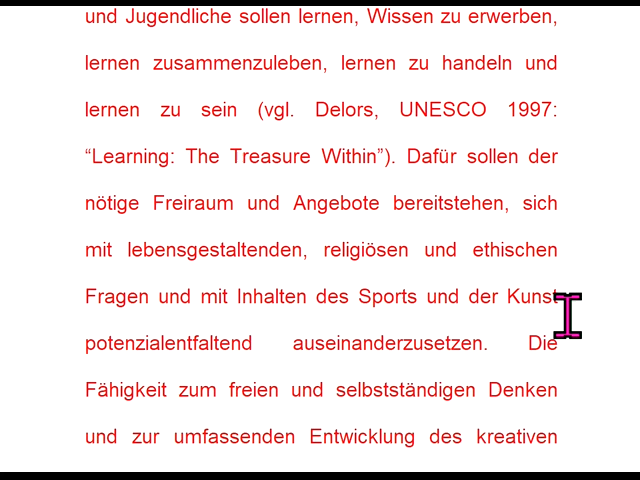 und Jugendliche sollen lernen, Wissen zu erwerben,
lernen zusammenzuleben, lernen zu handeln und
lernen zu sein (vgl. Delors, UNESCO 1997:
“Learning: The Treasure Within”). Dafür sollen der
nötige Freiraum und Angebote bereitstehen, sich
mit lebensgestaltenden, religiösen und ethischen
Fragen und mit Inhalten des Sports und der Kunst
potenzialentfaltend auseinanderzusetzen. Die
Fähigkeit zum freien und selbstständigen Denken
und zur umfassenden Entwicklung des kreativen